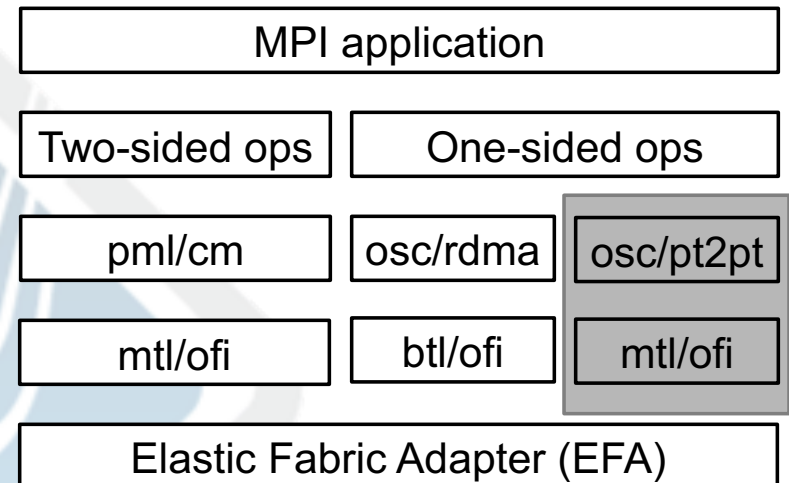 MPI application
Two-sided ops
One-sided ops
pml/cm
osc/rdma
osc/pt2pt
mtl/ofi
btl/ofi
mtl/ofi
Elastic Fabric Adapter (EFA)